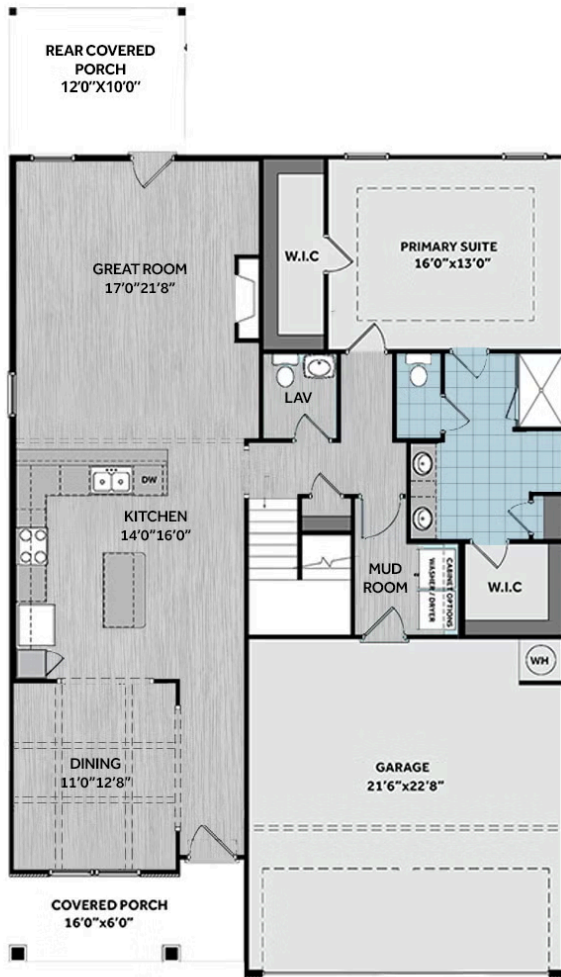 REAR COVERED
PORCH
12'0"X10'0"
GREAT ROOM
17'0"21'8"
W.I.C
PRIMARY SUITE
16'0"x13'0"
LAV
DW
KITCHEN
14'0"16'0"
MUD
ROOM
CABINET OPTIONS
WASHER / DRYER
W.I.C
WH
DINING
11'0"12'8"
GARAGE
21'6"x22'8"
COVERED PORCH
16'0"x6'0"